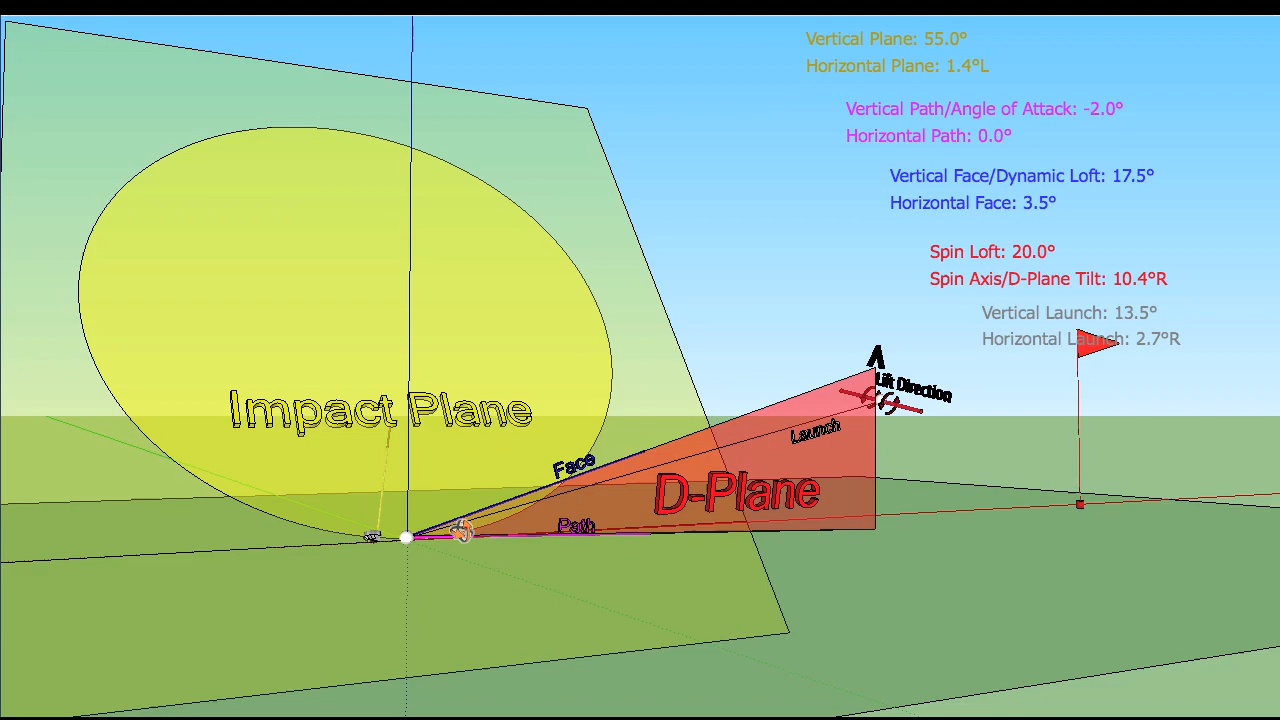 Vertical Plane: 55.0°
Horizontal Plane: 1.4°L
Vertical Path/Angle of Attack: -2.0°
Horizontal Path: 0.0°
Vertical Face/Dynamic Loft: 17.5°
Horizontal Face: 3.5°
Spin Loft: 20.0°
Spin Axis/D-Plane Tilt: 10.4°R
Vertical Launch: 13.5°
Horizontal Launch: 2.7°R
Lift Direction
Impact Plane
Launch
Face
D-Plane
Path